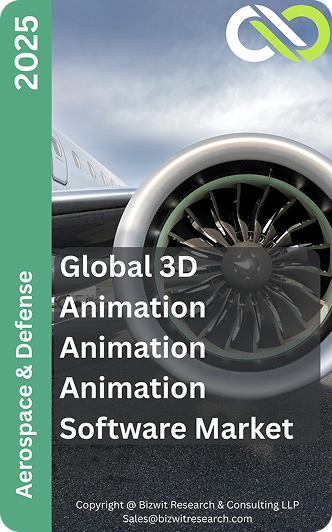 2025
Aerospace & Defense
Global 3D
Animation
Animation
Animation
Software Market
Copyright @ Bizwit Research & Consulting LLP
Sales@bizwitresearch.com